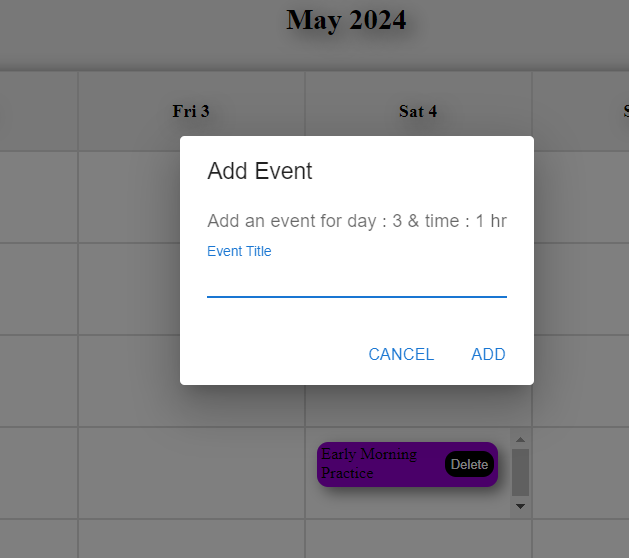 May 2024
Fri 3
Sat 4
Add Event
Add an event for day : 3 & time : 1 hr
Event Title
CANCEL
ADD
Early Morning
Practice
Delete